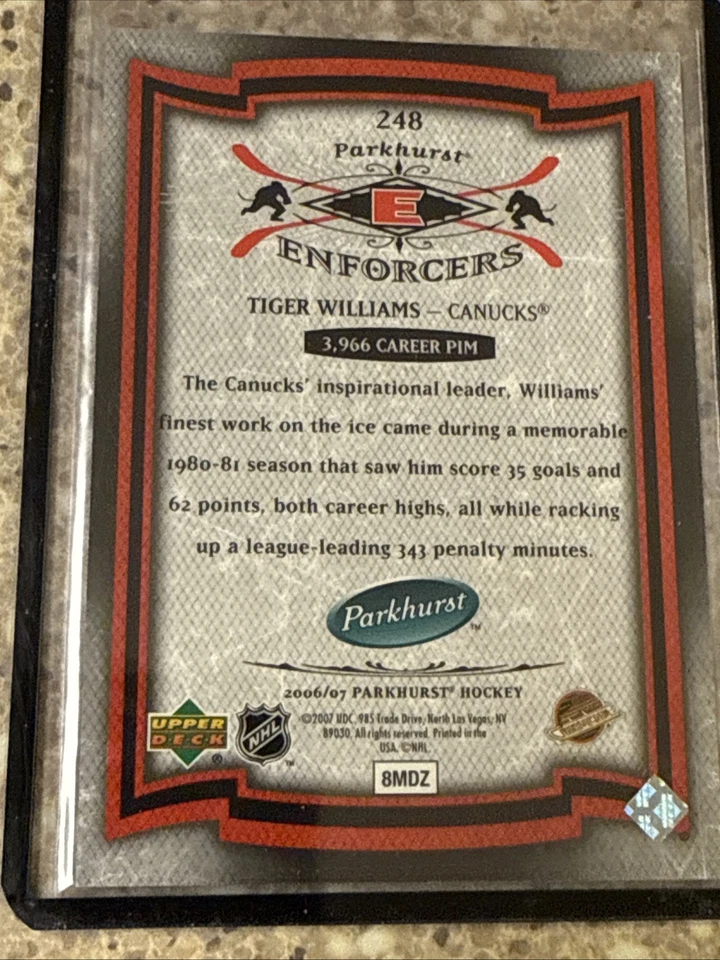 248
Parkhurst
E
ENFORCERS
TIGER WILLIAMS – CANUCKS®
3,966 CAREER PIM
The Canucks' inspirational leader, Williams'
finest work on the ice came during a memorable
1980-81 season that saw him score 35 goals and
62 points, both career highs, all while racking
up a league-leading 343 penalty minutes.
Parkhurst™
2006/07 PARKHURST® HOCKEY
UPPER
DECK®
NHL™
©2007 UDC. 985 Trade Drive, North Las Vegas, NV
89030. All rights reserved. Printed in the
USA. ©NHL.
8MDZ